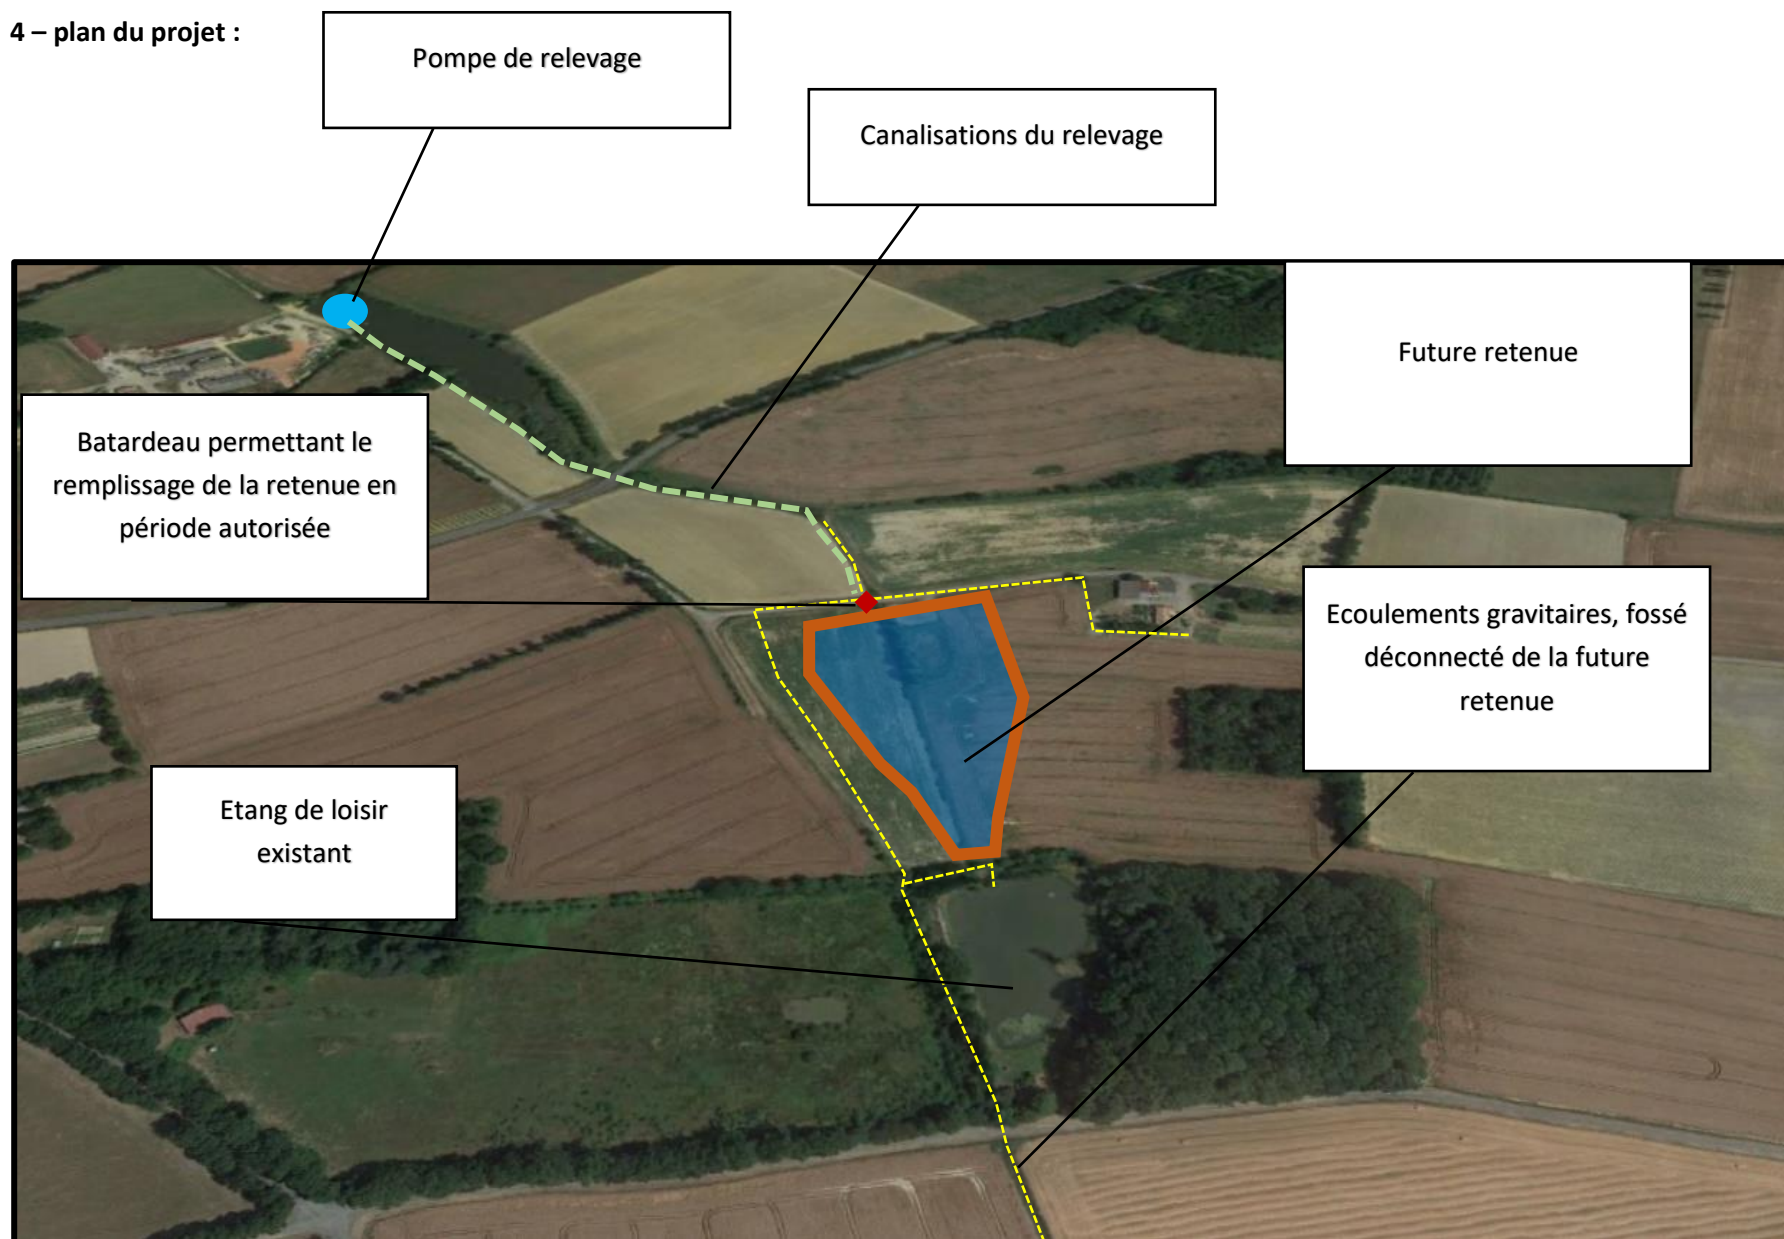 4 – plan du projet :
Pompe de relevage
Canalisations du relevage
Future retenue
Batardeau permettant le
remplissage de la retenue en
période autorisée
Ecoulements gravitaires, fossé
déconnecté de la future
retenue
Etang de loisir
existant